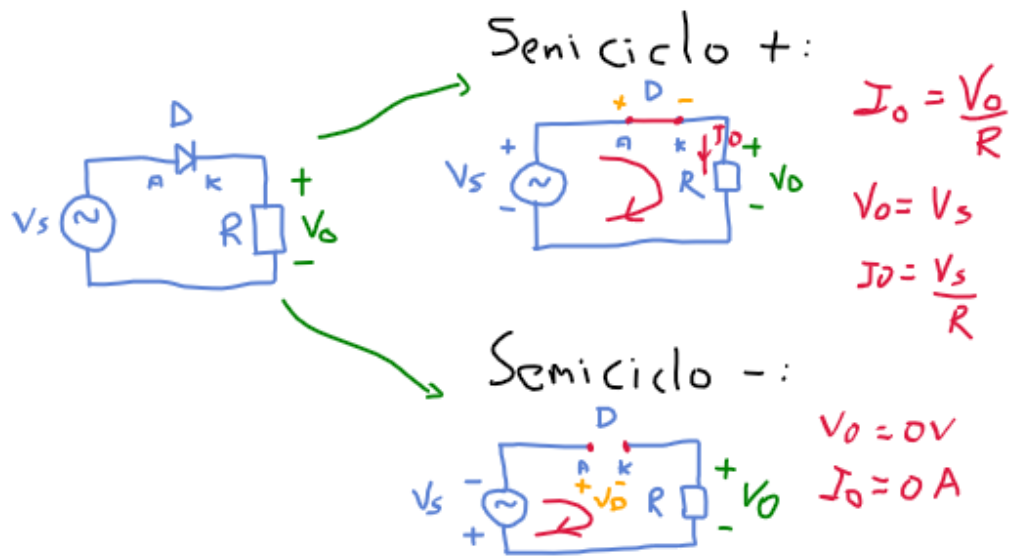 Semiciclo +:
D
A K
Vs
R
+
Vo
-
+ D -
A K
Io
+
Vs
-
R
+
Vo
-
Io = Vo/R
Vo = Vs
Io = Vs/R
Semiciclo -:
D
A K
+ VD -
-
Vs
+
R
+
Vo
-
Vo = 0V
Io = 0 A